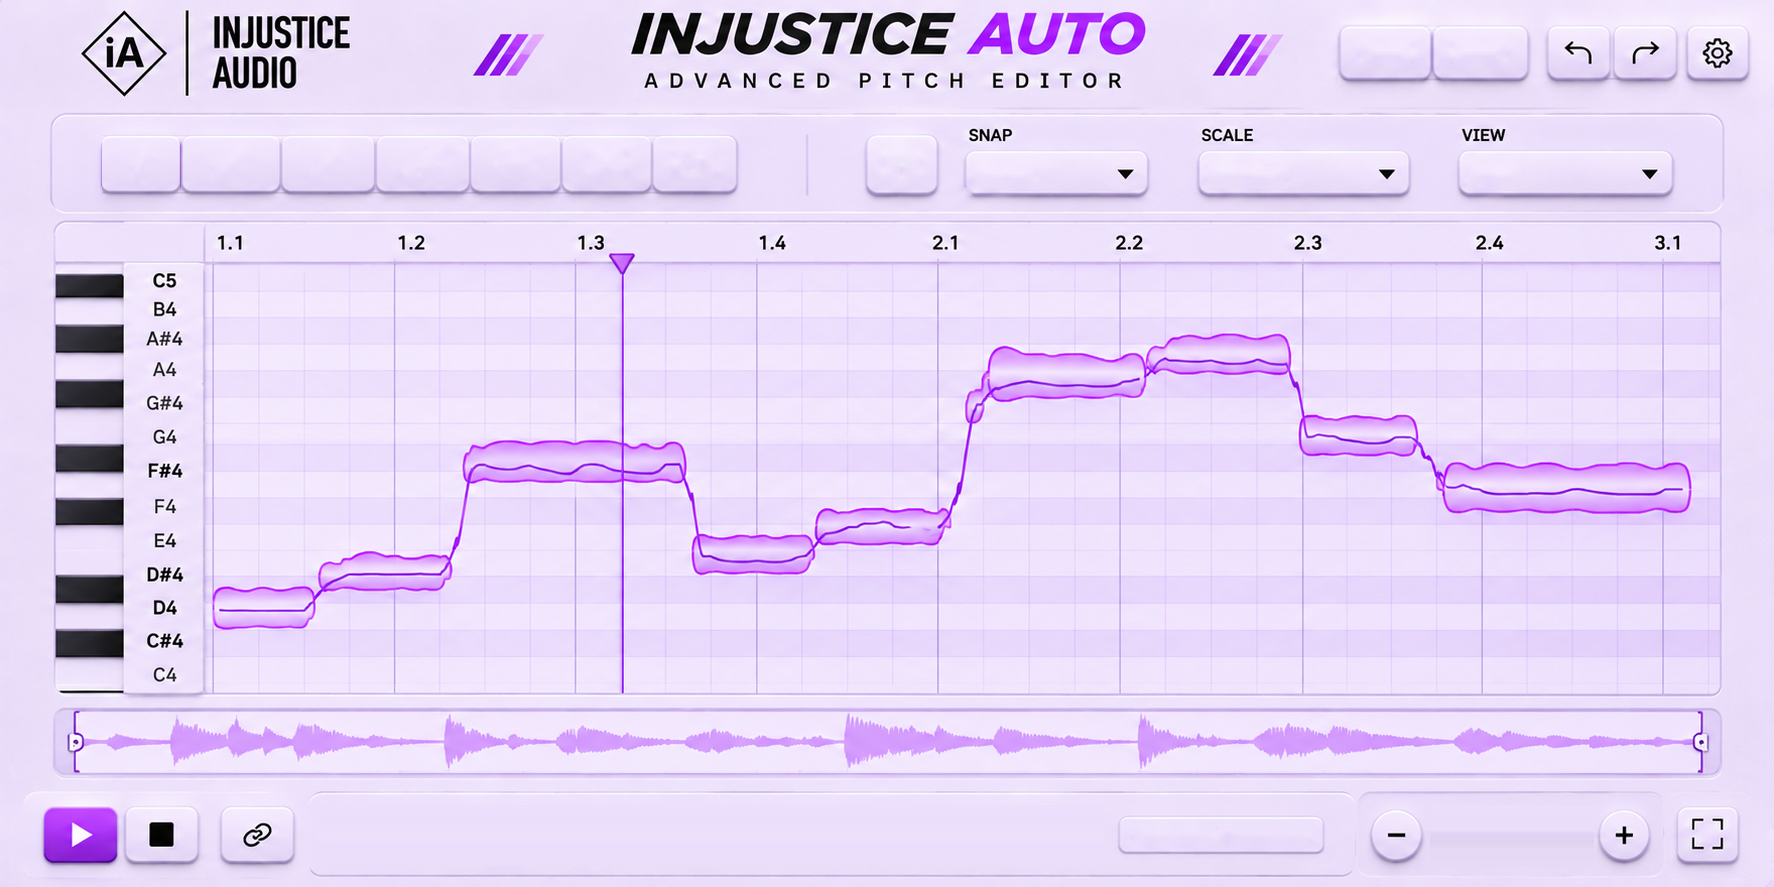 iA
INJUSTICE
AUDIO
INJUSTICE AUTO
ADVANCED PITCH EDITOR
SNAP
SCALE
VIEW
1.1
1.2
1.3
1.4
2.1
2.2
2.3
2.4
3.1
C5
B4
A#4
A4
G#4
G4
F#4
F4
E4
D#4
D4
C#4
C4